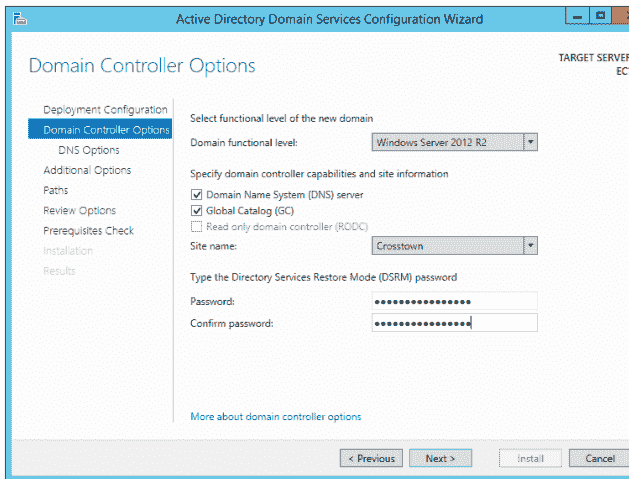 Active Directory Domain Services Configuration Wizard
Domain Controller Options
TARGET SERVER
EC
Deployment Configuration
Domain Controller Options
DNS Options
Additional Options
Paths
Review Options
Prerequisites Check
Installation
Results
Select functional level of the new domain
Domain functional level: Windows Server 2012 R2
Specify domain controller capabilities and site information
Domain Name System (DNS) server
Global Catalog (GC)
Read only domain controller (RODC)
Site name: Crosstown
Type the Directory Services Restore Mode (DSRM) password
Password: ●●●●●●●●●●●●●●●●
Confirm password: ●●●●●●●●●●●●●●●●
More about domain controller options
< Previous Next > Install Cancel